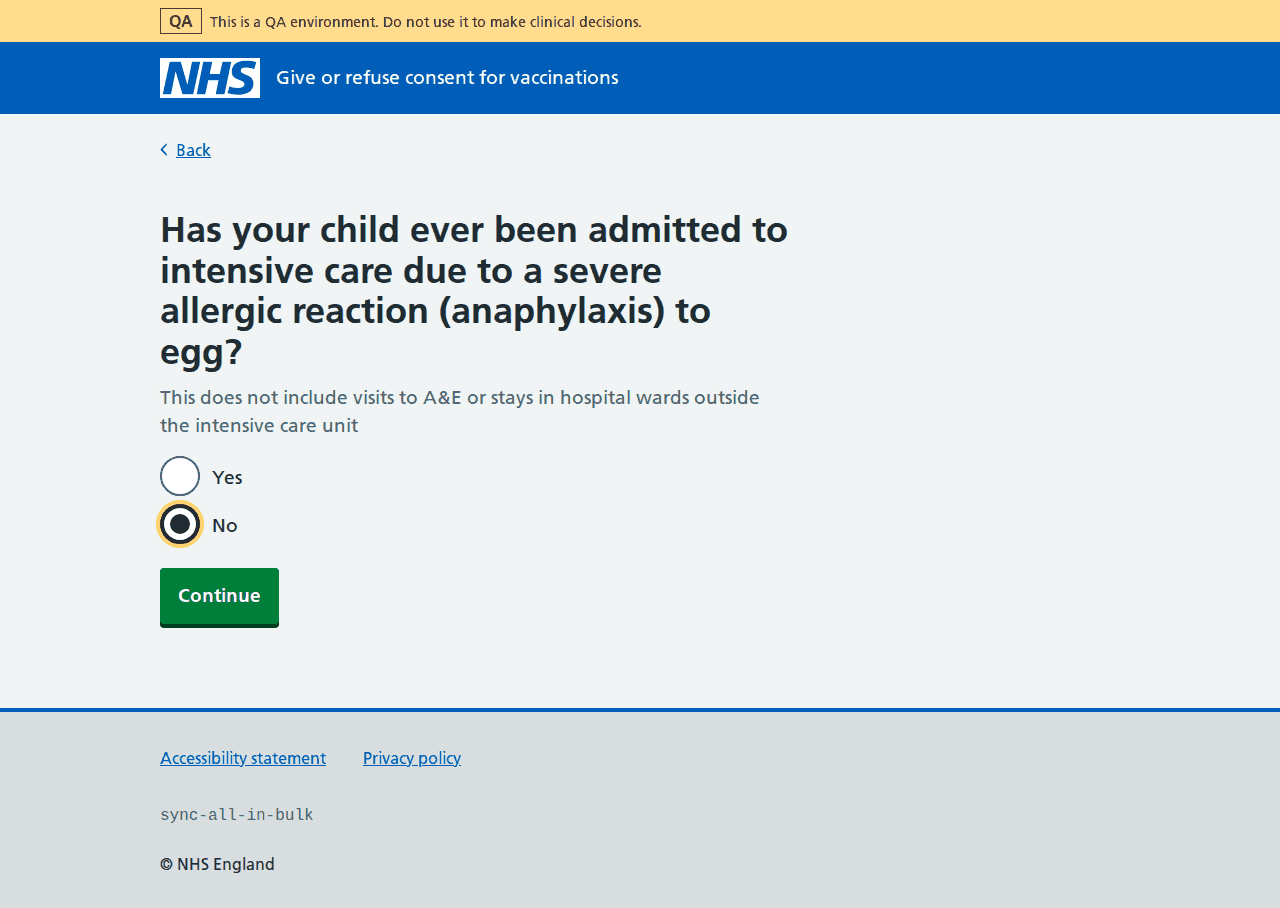 QA This is a QA environment. Do not use it to make clinical decisions.
NHS Give or refuse consent for vaccinations
Back
Has your child ever been admitted to
intensive care due to a severe
allergic reaction (anaphylaxis) to
egg?
This does not include visits to A&E or stays in hospital wards outside
the intensive care unit
Yes
No
Continue
Accessibility statement Privacy policy
sync-all-in-bulk
© NHS England